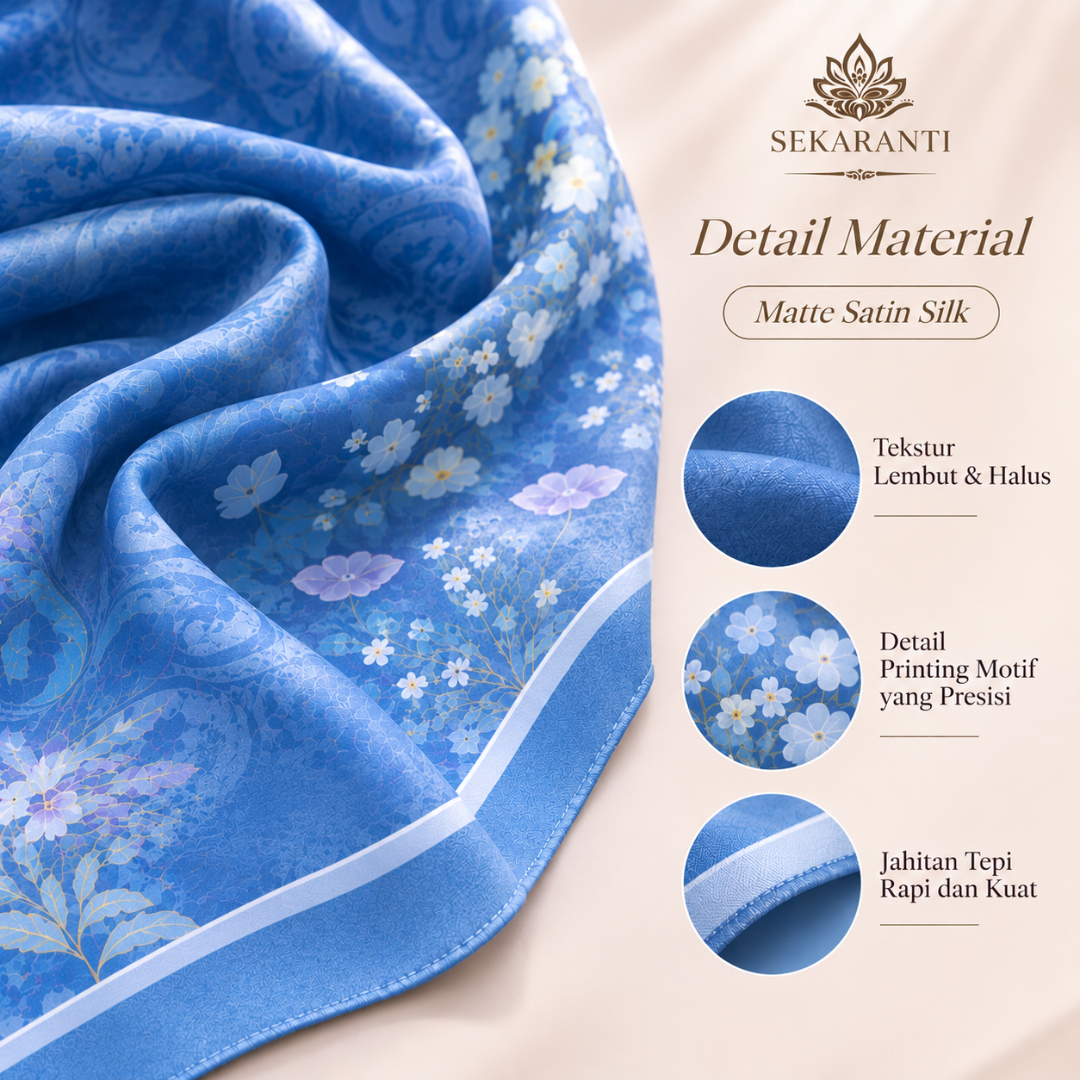 SEKARANTI
Detail Material
Matte Satin Silk
Tekstur
Lembut & Halus
Detail
Printing Motif
yang Presisi
Jahitan Tepi
Rapi dan Kuat